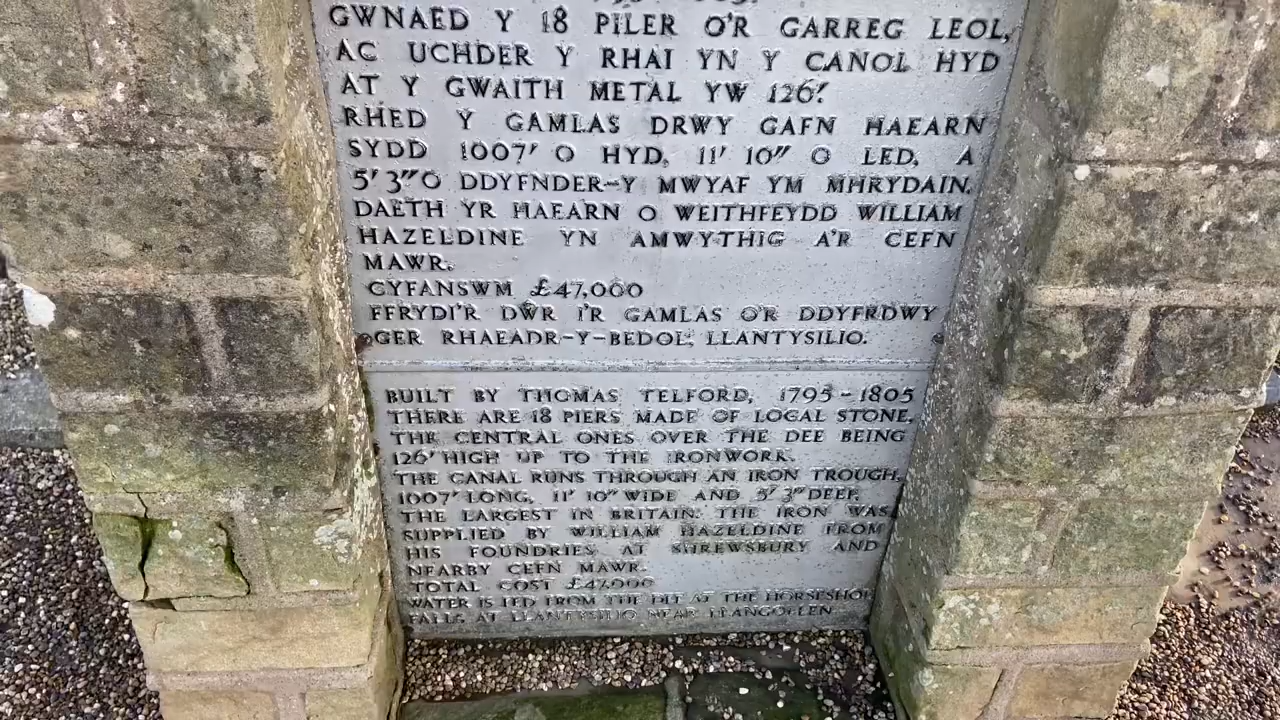 GWNAED Y 18 PILER O'R GARREG LEOL,
AC UCHDER Y RHAI YN Y CANOL HYD
AT Y GWAITH METAL YW 126'.
RHED Y GAMLAS DRWY GAFN HAEARN
SYDD 1007' O HYD, 11' 10" O LED, A
5' 3" O DDYFNDER-Y MWYAF YM MHRYDAIN.
DAETH YR HAEARN O WEITHFEYDD WILLIAM
HAZELDINE YN AMWYTHIG A'R CEFN
MAWR.
CYFANSWM £47,000
FFRYDI'R DŴR I'R GAMLAS O'R DDYFRDWY
GER RHAEADR-Y-BEDOL, LLANTYSILIO.
BUILT BY THOMAS TELFORD, 1795-1805
THERE ARE 18 PIERS MADE OF LOCAL STONE,
THE CENTRAL ONES OVER THE DEE BEING
126' HIGH UP TO THE IRONWORK.
THE CANAL RUNS THROUGH AN IRON TROUGH,
1007' LONG, 11' 10" WIDE AND 5' 3" DEEP,
THE LARGEST IN BRITAIN. THE IRON WAS
SUPPLIED BY WILLIAM HAZELDINE FROM
HIS FOUNDRIES AT SHREWSBURY AND
NEARBY CEFN MAWR.
TOTAL COST £47,000
WATER IS FED FROM THE DEE AT THE HORSESHOE
FALLS AT LLANTYSILIO NEAR LLANGOLLEN